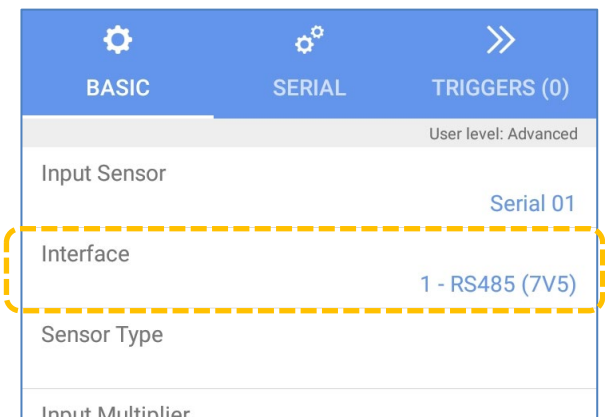 BASIC SERIAL TRIGGERS (0)
User level: Advanced
Input Sensor
Serial 01
Interface
1 - RS485 (7V5)
Sensor Type
Input Multiplier